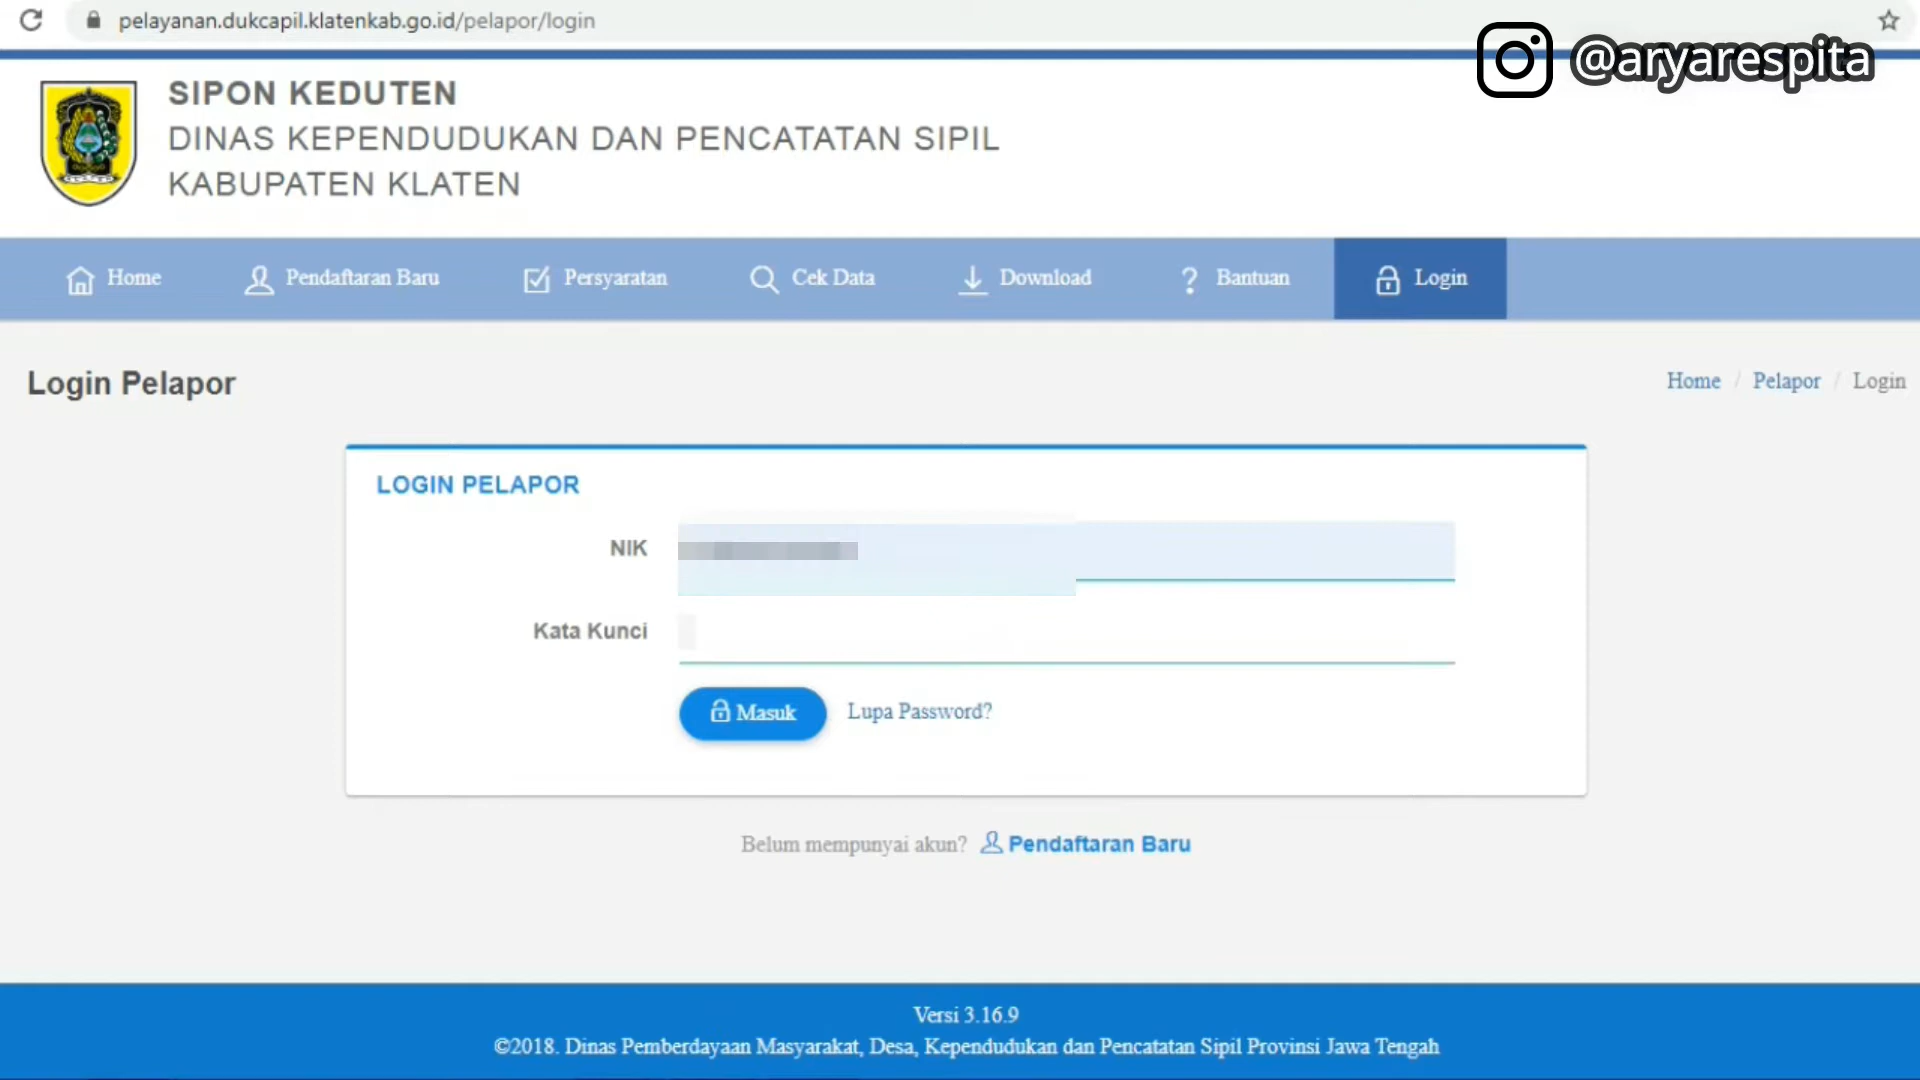 pelayanan.dukcapil.klatenkab.go.id/pelapor/login
@aryarespita
SIPON KEDUTEN
DINAS KEPENDUDUKAN DAN PENCATATAN SIPIL
KABUPATEN KLATEN
Home Pendaftaran Baru Persyaratan Cek Data Download Bantuan Login
Login Pelapor
Home / Pelapor / Login
LOGIN PELAPOR
NIK
Kata Kunci
Masuk Lupa Password?
Belum mempunyai akun? Pendaftaran Baru
Versi 3.16.9
©2018. Dinas Pemberdayaan Masyarakat, Desa, Kependudukan dan Pencatatan Sipil Provinsi Jawa Tengah